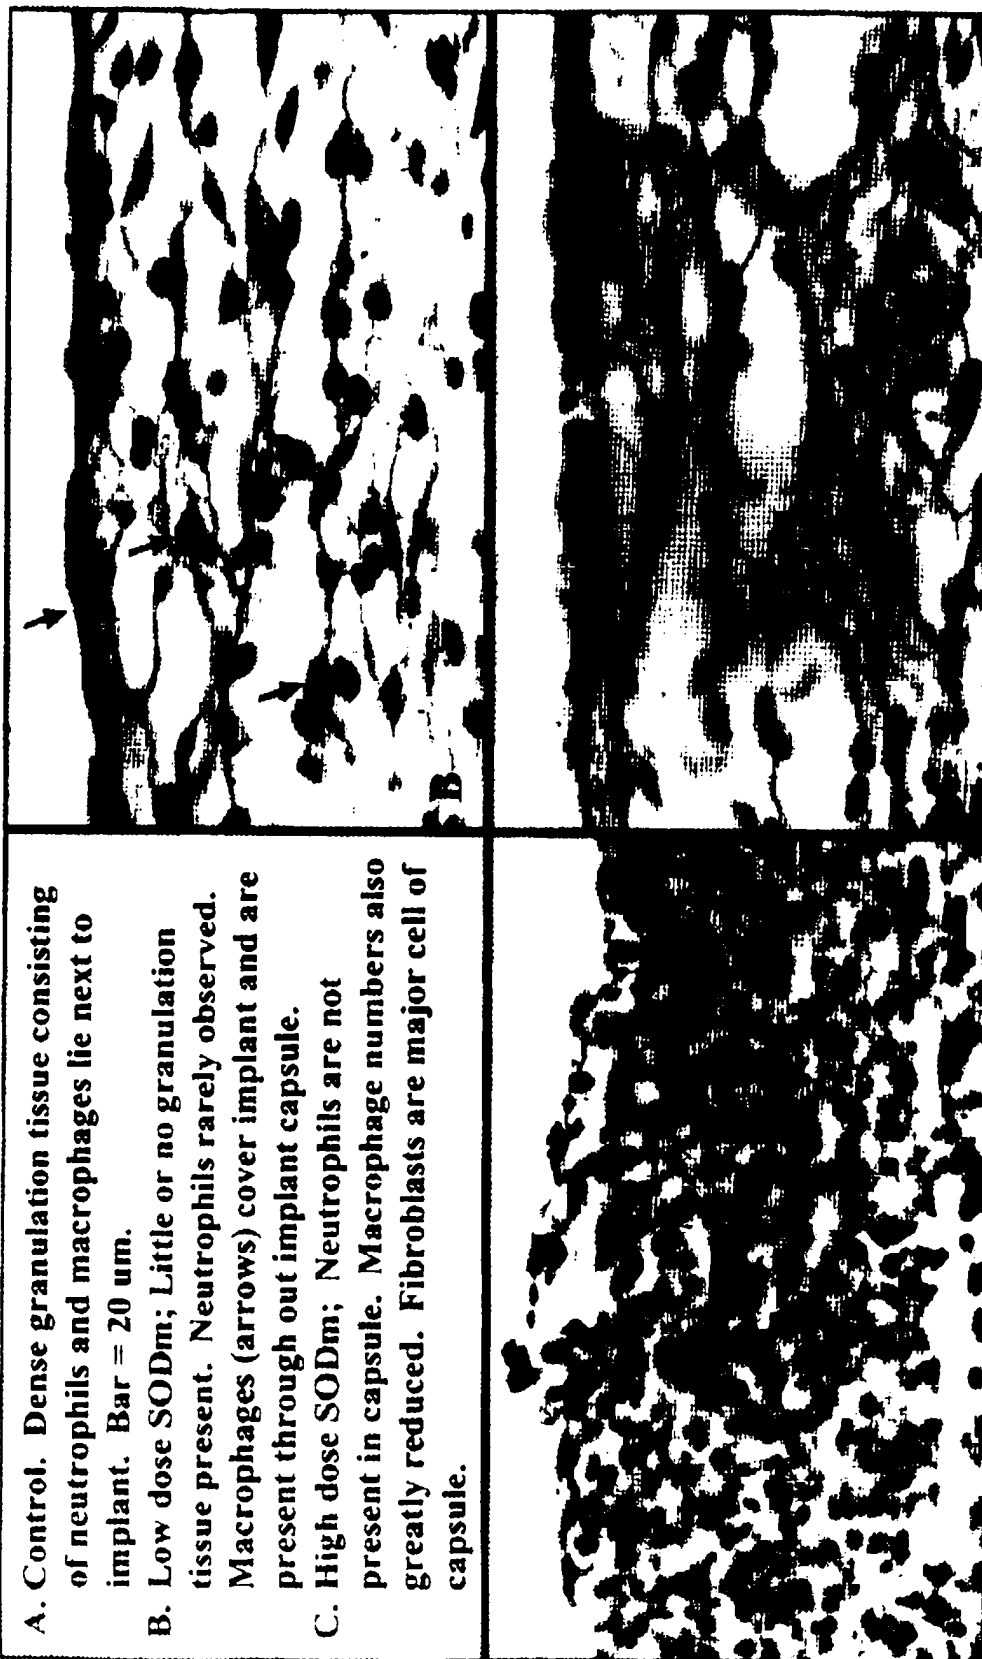 A. Control. Dense granulation tissue consisting
of neutrophils and macrophages lie next to
implant. Bar = 20 um.
B. Low dose SODm; Little or no granulation
tissue present. Neutrophils rarely observed.
Macrophages (arrows) cover implant and are
present through out implant capsule.
C. High dose SODm; Neutrophils are not
present in capsule. Macrophage numbers also
greatly reduced. Fibroblasts are major cell of
capsule.
B